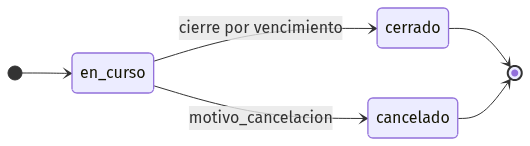 cierre por vencimiento
cerrado
en_curso
motivo_cancelacion
cancelado